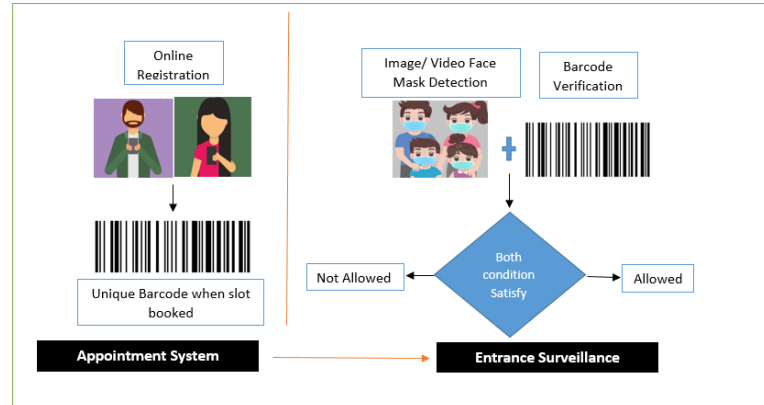 Online
Registration
Unique Barcode when slot
booked
Appointment System
Image/ Video Face
Mask Detection
Barcode
Verification
Both
condition
Satisfy
Not Allowed
Allowed
Entrance Surveillance